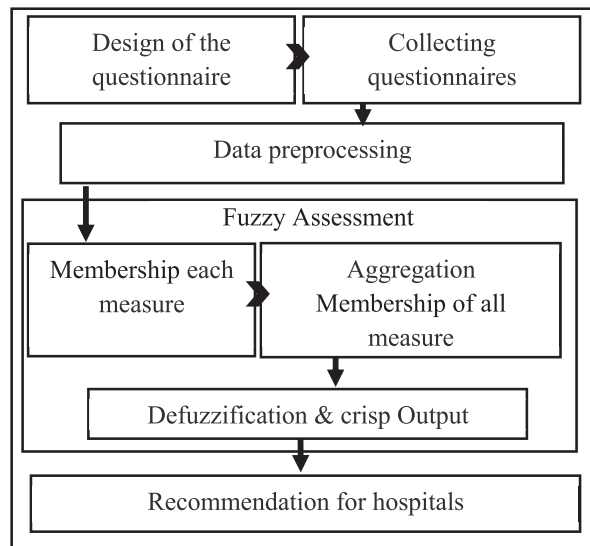 Design of the
questionnaire
Collecting
questionnaires
Data preprocessing
Fuzzy Assessment
Membership each
measure
Aggregation
Membership of all
measure
Defuzzification & crisp Output
Recommendation for hospitals